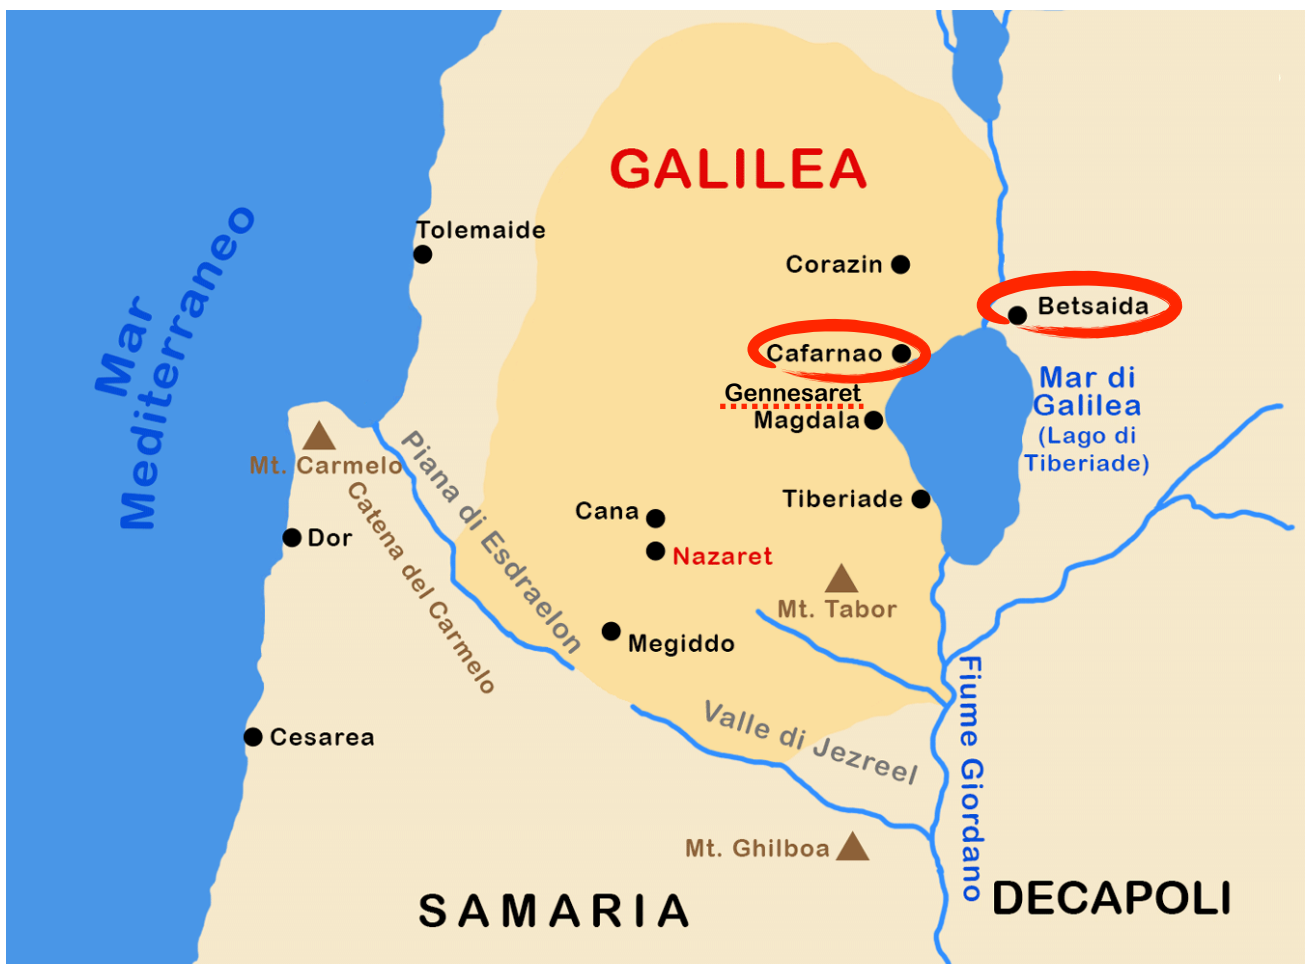 GALILEA
Tolemaide
Mar
Mediterraneo
Corazin
Betsaida
Cafarnao
Gennesaret
Magdala
Mar di
Galilea
(Lago di
Tiberiade)
Mt. Carmelo
Piana di Esdraelon
Catena del Carmelo
Tiberiade
Cana
Dor
Nazaret
Mt. Tabor
Megiddo
Fiume Giordano
Valle di Jezreel
Cesarea
Mt. Ghilboa
SAMARIA
DECAPOLI